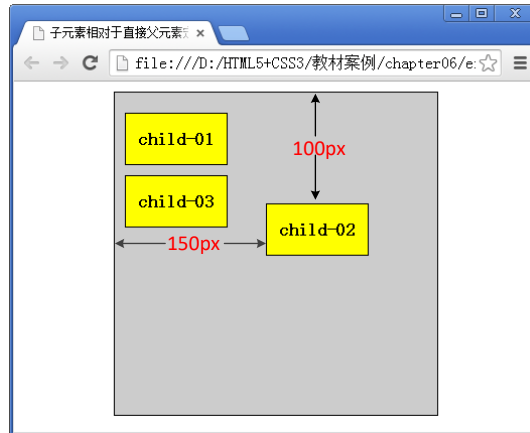 子元素相对于直接父元素
file:///D:/HTML5+CSS3/教材案例/chapter06/e
child-01
100px
child-03
child-02
150px